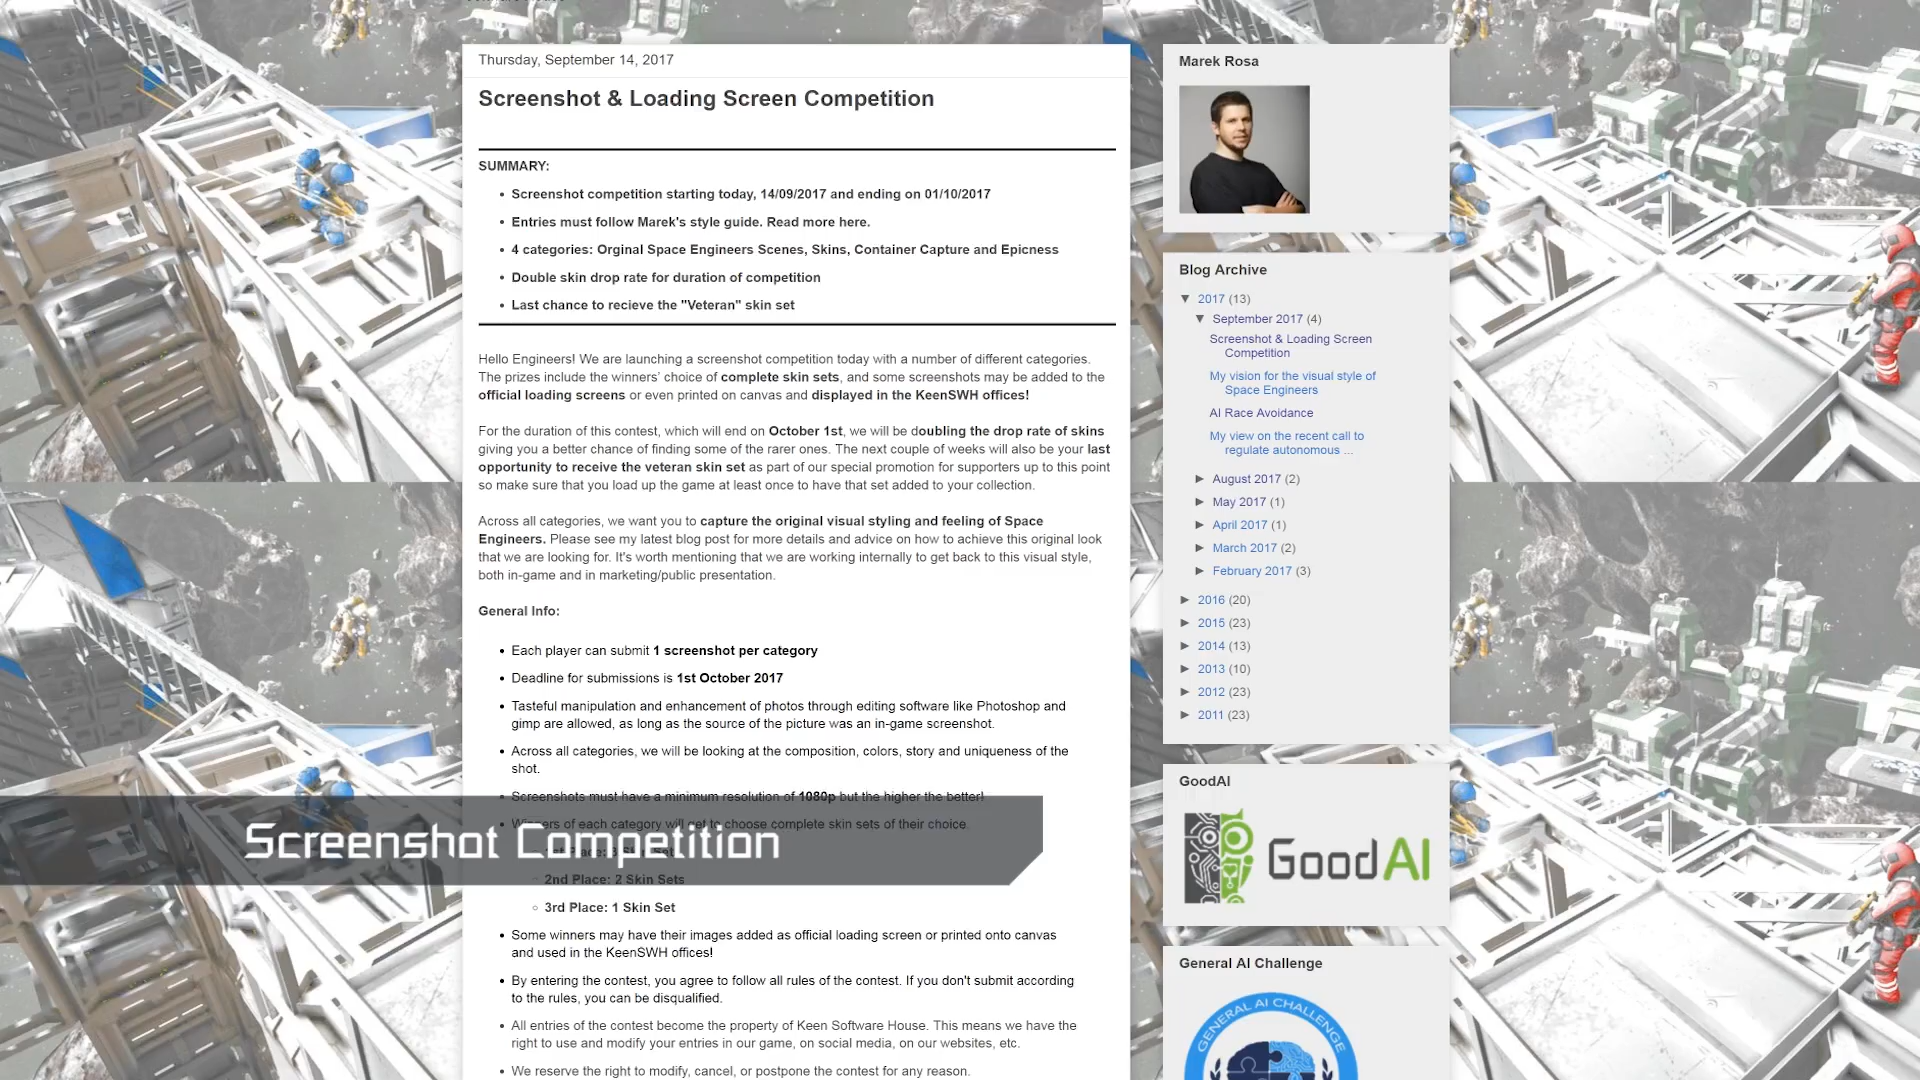 Thursday, September 14, 2017
Screenshot & Loading Screen Competition
SUMMARY:
• Screenshot competition starting today, 14/09/2017 and ending on 01/10/2017
• Entries must follow Marek's style guide. Read more here.
• 4 categories: Orginal Space Engineers Scenes, Skins, Container Capture and Epicness
• Double skin drop rate for duration of competition
• Last chance to recieve the "Veteran" skin set
Hello Engineers! We are launching a screenshot competition today with a number of different categories.
The prizes include the winners' choice of complete skin sets, and some screenshots may be added to the
official loading screens or even printed on canvas and displayed in the KeenSWH offices!
For the duration of this contest, which will end on October 1st, we will be doubling the drop rate of skins
giving you a better chance of finding some of the rarer ones. The next couple of weeks will also be your last
opportunity to receive the veteran skin set as part of our special promotion for supporters up to this point
so make sure that you load up the game at least once to have that set added to your collection.
Across all categories, we want you to capture the original visual styling and feeling of Space
Engineers. Please see my latest blog post for more details and advice on how to achieve this original look
that we are looking for. It's worth mentioning that we are working internally to get back to this visual style,
both in-game and in marketing/public presentation.
General Info:
• Each player can submit 1 screenshot per category
• Deadline for submissions is 1st October 2017
• Tasteful manipulation and enhancement of photos through editing software like Photoshop and
gimp are allowed, as long as the source of the picture was an in-game screenshot.
• Across all categories, we will be looking at the composition, colors, story and uniqueness of the
shot.
• Screenshots must have a minimum resolution of 1080p but the higher the better!
• Winners of each category will get to choose complete skin sets of their choice.
Screenshot Competition
2nd Place: 2 Skin Sets
3rd Place: 1 Skin Set
• Some winners may have their images added as official loading screen or printed onto canvas
and used in the KeenSWH offices!
• By entering the contest, you agree to follow all rules of the contest. If you don't submit according
to the rules, you can be disqualified.
• All entries of the contest become the property of Keen Software House. This means we have the
right to use and modify your entries in our game, on social media, on our websites, etc.
• We reserve the right to modify, cancel, or postpone the contest for any reason.
Marek Rosa
Blog Archive
▼ 2017 (13)
▼ September 2017 (4)
Screenshot & Loading Screen
Competition
My vision for the visual style of
Space Engineers
AI Race Avoidance
My view on the recent call to
regulate autonomous ...
► August 2017 (2)
► May 2017 (1)
► April 2017 (1)
► March 2017 (2)
► February 2017 (3)
► 2016 (20)
► 2015 (23)
► 2014 (13)
► 2013 (10)
► 2012 (23)
► 2011 (23)
GoodAI
GoodAI
General AI Challenge
GENERAL AI CHALLENGE